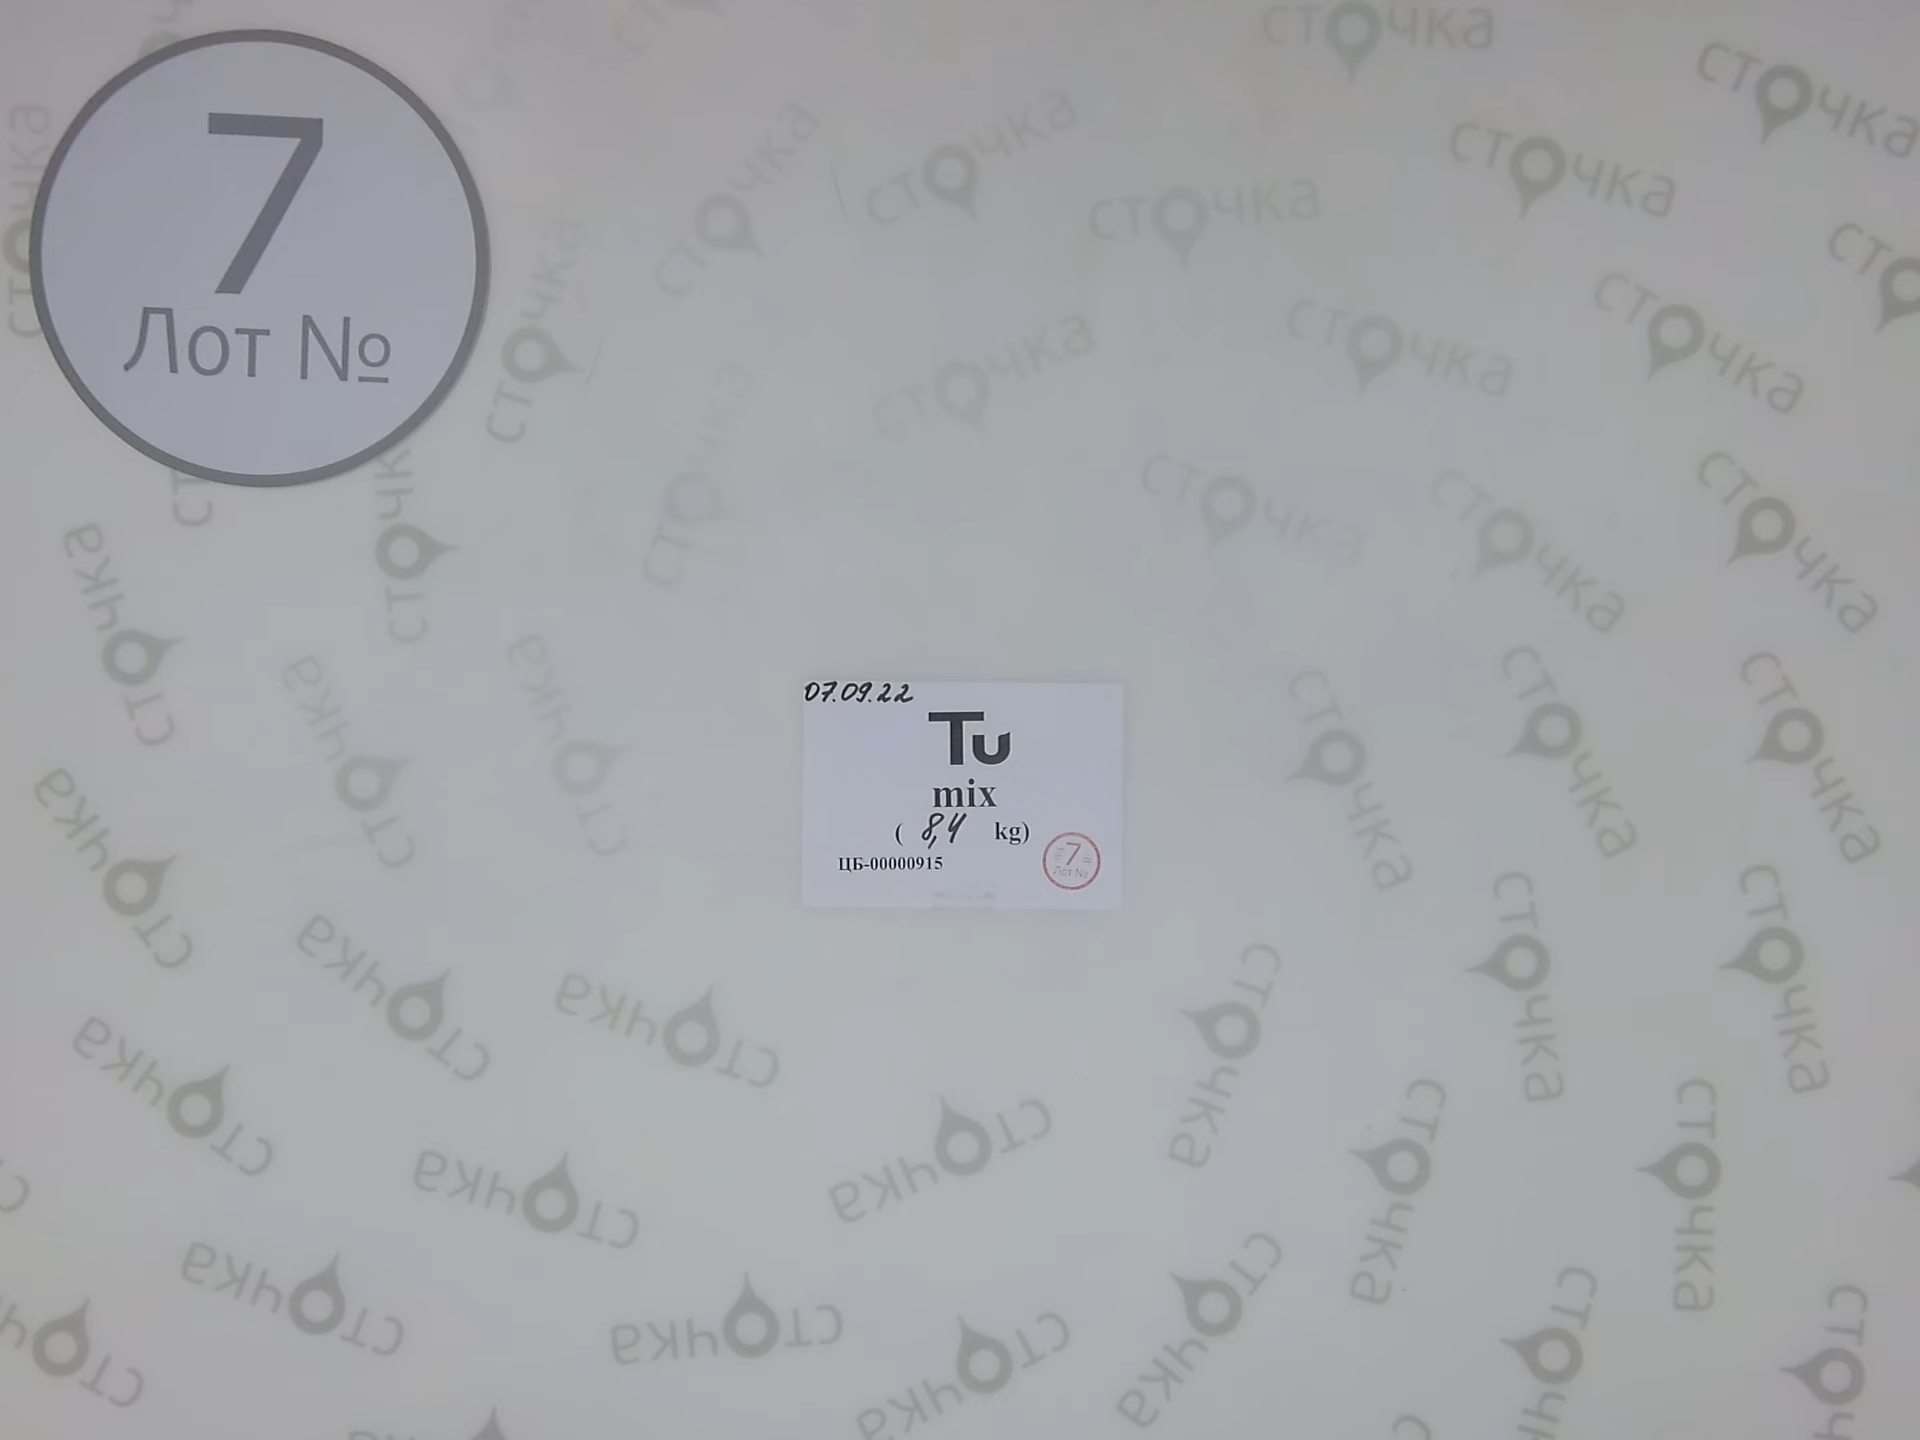 7
Лот №
сточка
07.09.22
Tu
mix
( 8,4 kg)
ЦБ-00000915
7
Лот №